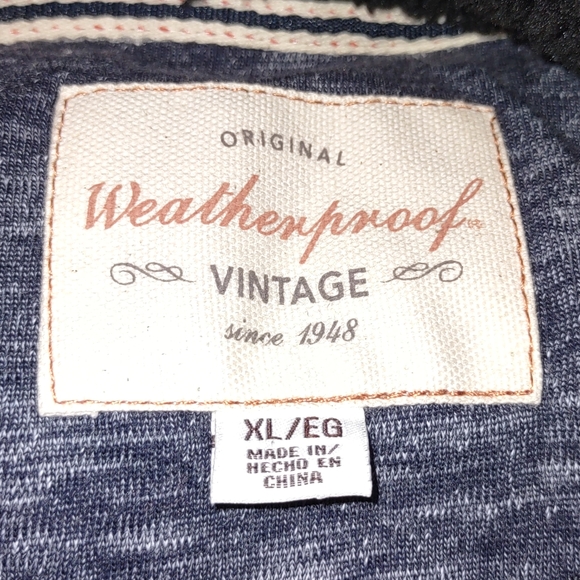 ORIGINAL
Weatherproof
VINTAGE
since 1948
XL/EG
MADE IN/
HECHO EN
CHINA